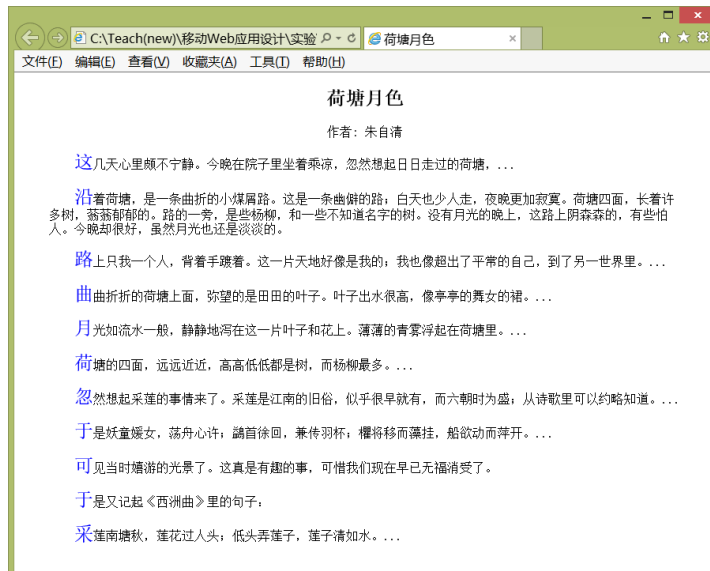 C:\Teach(new)\移动Web应用设计\实验
荷塘月色
文件(F) 编辑(E) 查看(V) 收藏夹(A) 工具(T) 帮助(H)
荷塘月色
作者：朱自清
这几天心里颇不宁静。今晚在院子里坐着乘凉，忽然想起日日走过的荷塘，...
沿着荷塘，是一条曲折的小煤屑路。这是一条幽僻的路；白天也少人走，夜晚更加寂寞。荷塘四面，长着许
多树，蓊蓊郁郁的。路的一旁，是些杨柳，和一些不知道名字的树。没有月光的晚上，这路上阴森森的，有些怕
人。今晚却很好，虽然月光也还是淡淡的。
路上只我一个人，背着手踱着。这一片天地好像是我的；我也像超出了平常的自己，到了另一世界里。...
曲曲折折的荷塘上面，弥望的是田田的叶子。叶子出水很高，像亭亭的舞女的裙。...
月光如流水一般，静静地泻在这一片叶子和花上。薄薄的青雾浮起在荷塘里。...
荷塘的四面，远远近近，高高低低都是树，而杨柳最多。...
忽然想起采莲的事情来了。采莲是江南的旧俗，似乎很早就有，而六朝时为盛；从诗歌里可以约略知道。...
于是妖童媛女，荡舟心许；鷁首徐回，兼传羽杯；櫂将移而藻挂，船欲动而萍开。...
可见当时嬉游的光景了。这真是有趣的事，可惜我们现在早已无福消受了。
于是又记起《西洲曲》里的句子：
采莲南塘秋，莲花过人头；低头弄莲子，莲子清如水。...